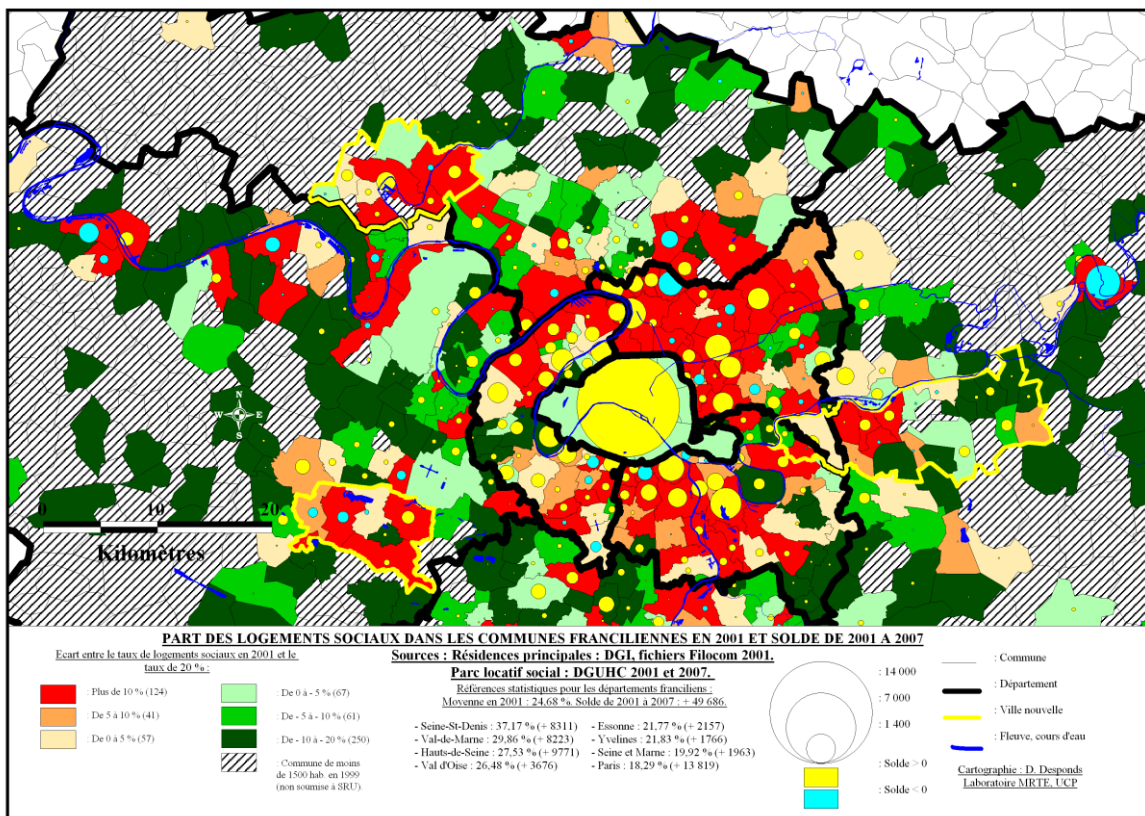 N
W E
S
0 10 20
Kilométres
PART DES LOGEMENTS SOCIAUX DANS LES COMMUNES FRANCILIENNES EN 2001 ET SOLDE DE 2001 A 2007
Ecart entre le taux de logements sociaux en 2001 et le
taux de 20 % :
: Plus de 10 % (124)
: De 5 à 10 % (41)
: De 0 à 5 % (57)
: De 0 à - 5 % (67)
: De - 5 à - 10 % (61)
: De - 10 à - 20 % (250)
: Commune de moins
de 1500 hab. en 1999
(non soumise à SRU).
Sources : Résidences principales : DGI, fichiers Filocom 2001.
Parc locatif social : DGUHC 2001 et 2007.
Références statistiques pour les départements franciliens :
Movenne en 2001 : 24,68 %. Solde de 2001 à 2007 : + 49 686.
- Seine-St-Denis : 37,17 % (+ 8311)
- Val-de-Marne : 29,86 % (+ 8223)
- Hauts-de-Seine : 27,53 % (+ 9771)
- Val d'Oise : 26,48 % (+ 3676)
- Essonne : 21,77 % (+ 2157)
- Yvelines : 21,83 % (+ 1766)
- Seine et Marne : 19,92 % (+ 1963)
- Paris : 18,29 % (+ 13 819)
: 14 000
: 7 000
: 1 400
: Solde > 0
: Solde < 0
: Commune
: Département
: Ville nouvelle
: Fleuve, cours d'eau
Cartographie : D. Desponds
Laboratoire MRTE, UCP